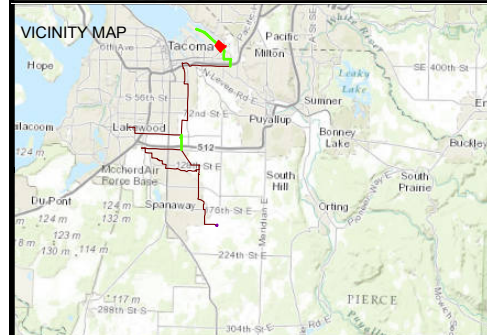 VICINITY MAP
Pacific
Tacoma
6th Ave
Milton
Hope
N Levee Rd E
SE 400th St
Leaky
Lake
S 56th St
Sumner
72nd St E
Puyallup
Lakewood
Bonney
Lake
Buckley
512
124 m
128th St E
Mcchord Air
Force Base
South
Hill
South
Prairie
DuPont
Orting
124 m
132 m
Spanaway
176th St E
Meridian E
123 m
130 m
114 m
224th St E
117 m
288th St S
PIERCE
304th St E